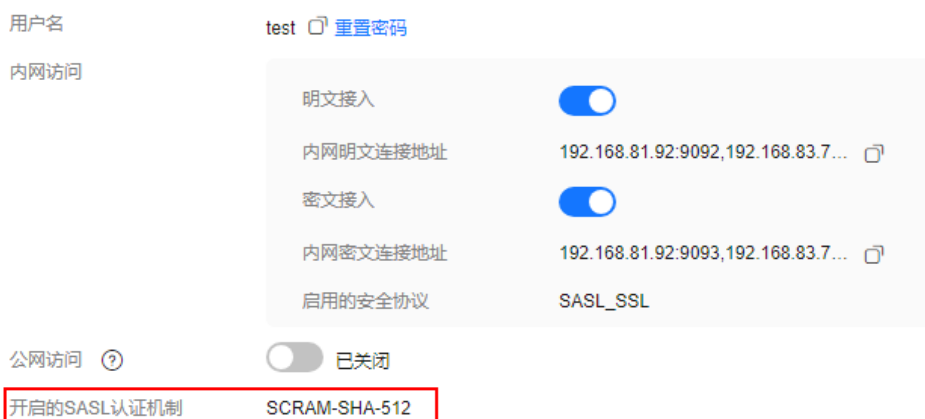 用户名 test 重置密码
内网访问
明文接入
内网明文连接地址 192.168.81.92:9092,192.168.83.7...
密文接入
内网密文连接地址 192.168.81.92:9093,192.168.83.7...
启用的安全协议 SASL_SSL
公网访问 ? 已关闭
开启的SASL认证机制 SCRAM-SHA-512